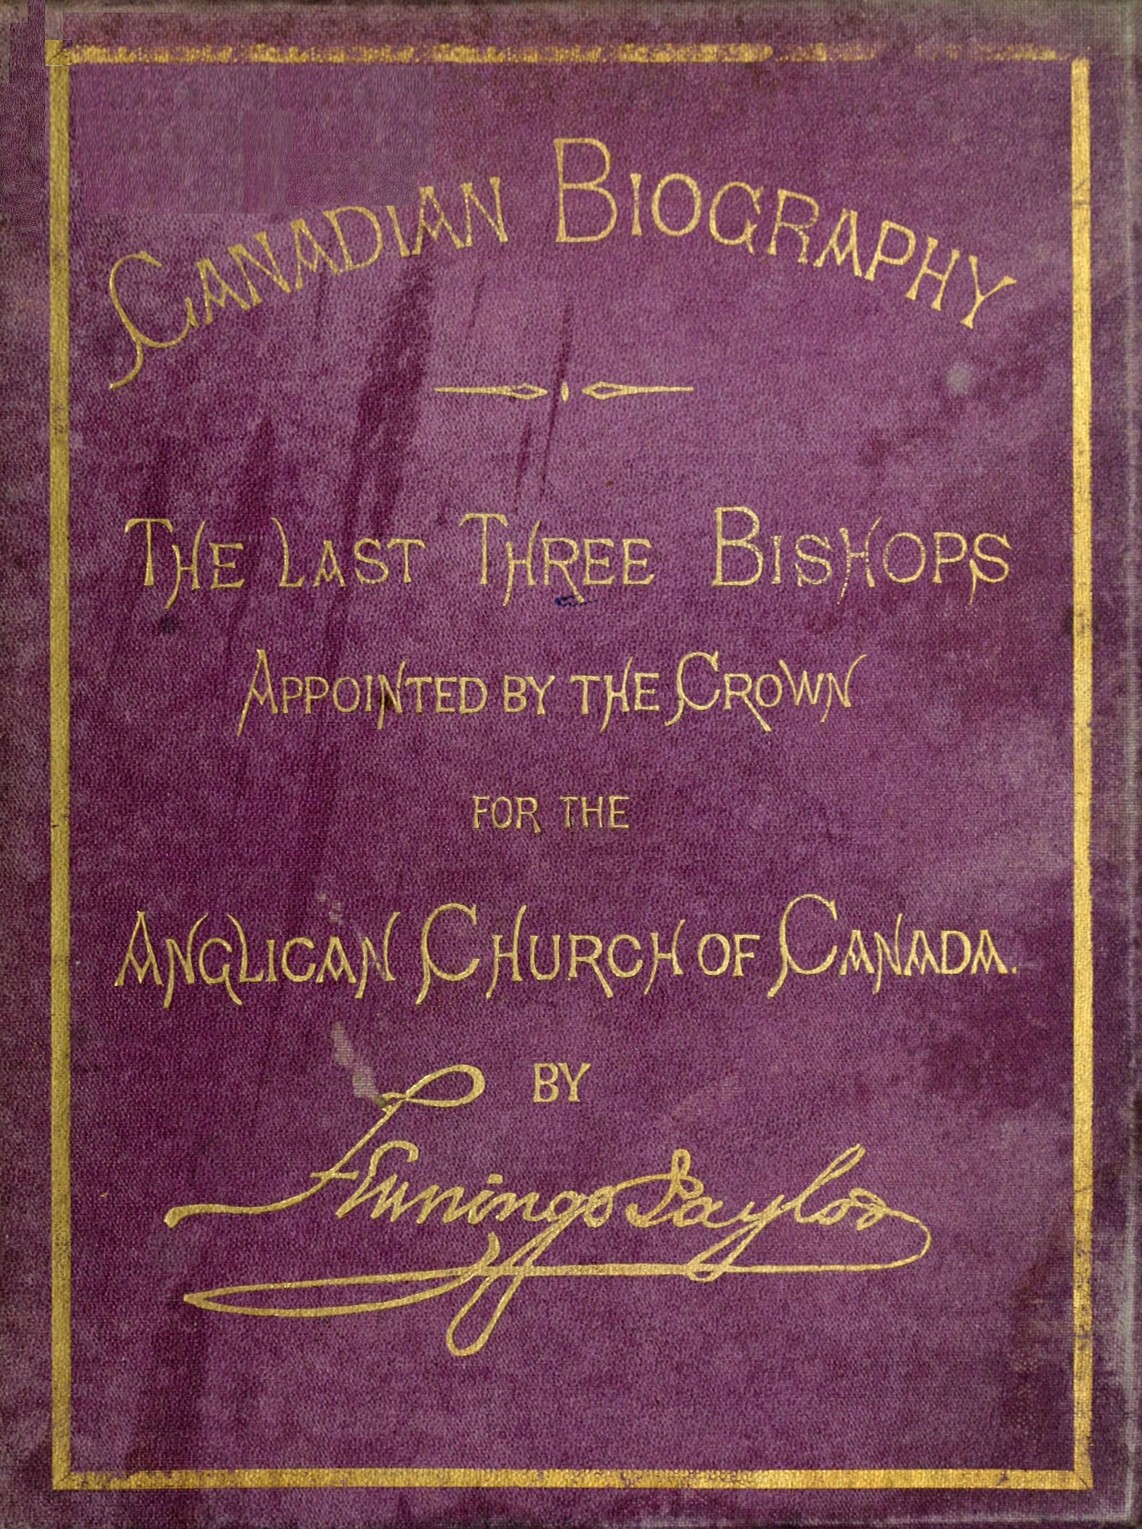 CANADIAN BIOGRAPHY
THE LAST THREE BISHOPS
APPOINTED BY THE CROWN
FOR THE
ANGLICAN CHURCH OF CANADA.
BY
Fennings Taylor